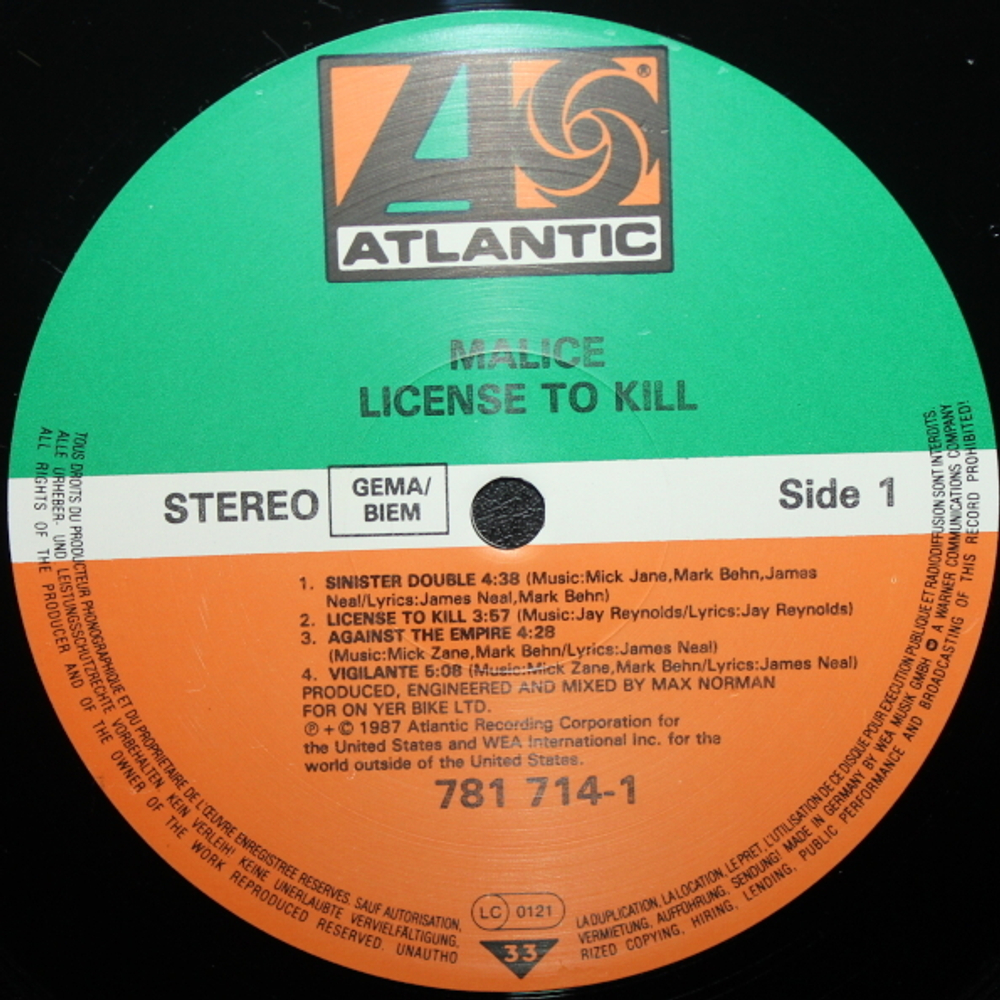 ®
ATLANTIC
MALICE
LICENSE TO KILL
STEREO
GEMA/
BIEM
Side 1
1. SINISTER DOUBLE 4:38 (Music:Mick Jane,Mark Behn,James
Neal/Lyrics:James Neal,Mark Behn)
2. LICENSE TO KILL 3:57 (Music:Jay Reynolds/Lyrics:Jay Reynolds)
3. AGAINST THE EMPIRE 4:28
(Music:Mick Zane,Mark Behn/Lyrics:James Neal)
4. VIGILANTE 5:08 (Music:Mick Zane,Mark Behn/Lyrics:James Neal)
PRODUCED, ENGINEERED AND MIXED BY MAX NORMAN
FOR ON YER BIKE LTD.
℗ + © 1987 Atlantic Recording Corporation for
the United States and WEA International Inc. for the
world outside of the United States.
781 714-1
LC 0121
33
TOUS DROITS DU PRODUCTEUR PHONOGRAPHIQUE ET DU PROPRIETAIRE DE L'ŒUVRE ENREGISTREE RESERVES. SAUF AUTORISATION, LA DUPLICATION, LA LOCATION, LE PRET, L'UTILISATION DE CE DISQUE POUR EXECUTION PUBLIQUE ET RADIODIFFUSION SONT INTERDITS.
ALLE URHEBER- UND LEISTUNGSSCHUTZRECHTE VORBEHALTEN. KEIN VERLEIH! KEINE UNERLAUBTE VERVIELFÄLTIGUNG, VERMIETUNG, AUFFÜHRUNG, SENDUNG! MADE IN GERMANY BY WEA MUSIK GMBH A WARNER COMMUNICATIONS COMPANY
ALL RIGHTS OF THE PRODUCER AND OF THE OWNER OF THE WORK REPRODUCED RESERVED. UNAUTHORIZED COPYING, HIRING, LENDING, PUBLIC PERFORMANCE AND BROADCASTING OF THIS RECORD PROHIBITED!